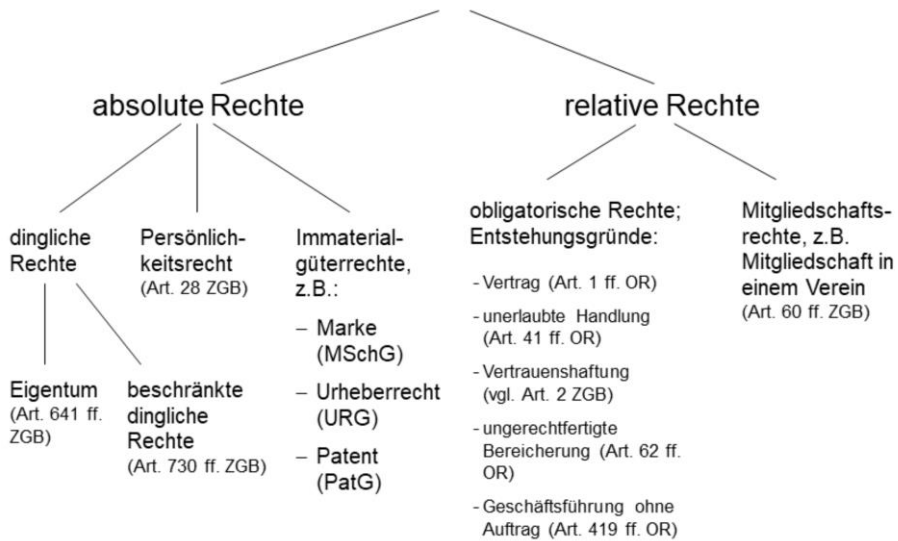 absolute Rechte
relative Rechte
dingliche
Rechte
Persönlich-
keitsrecht
(Art. 28 ZGB)
Immaterial-
güterrechte,
z.B.:
– Marke
(MSchG)
– Urheberrecht
(URG)
– Patent
(PatG)
Eigentum
(Art. 641 ff.
ZGB)
beschränkte
dingliche
Rechte
(Art. 730 ff. ZGB)
obligatorische Rechte;
Entstehungsgründe:
- Vertrag (Art. 1 ff. OR)
- unerlaubte Handlung
(Art. 41 ff. OR)
- Vertrauenshaftung
(vgl. Art. 2 ZGB)
- ungerechtfertigte
Bereicherung (Art. 62 ff.
OR)
- Geschäftsführung ohne
Auftrag (Art. 419 ff. OR)
Mitgliedschafts-
rechte, z.B.
Mitgliedschaft in
einem Verein
(Art. 60 ff. ZGB)